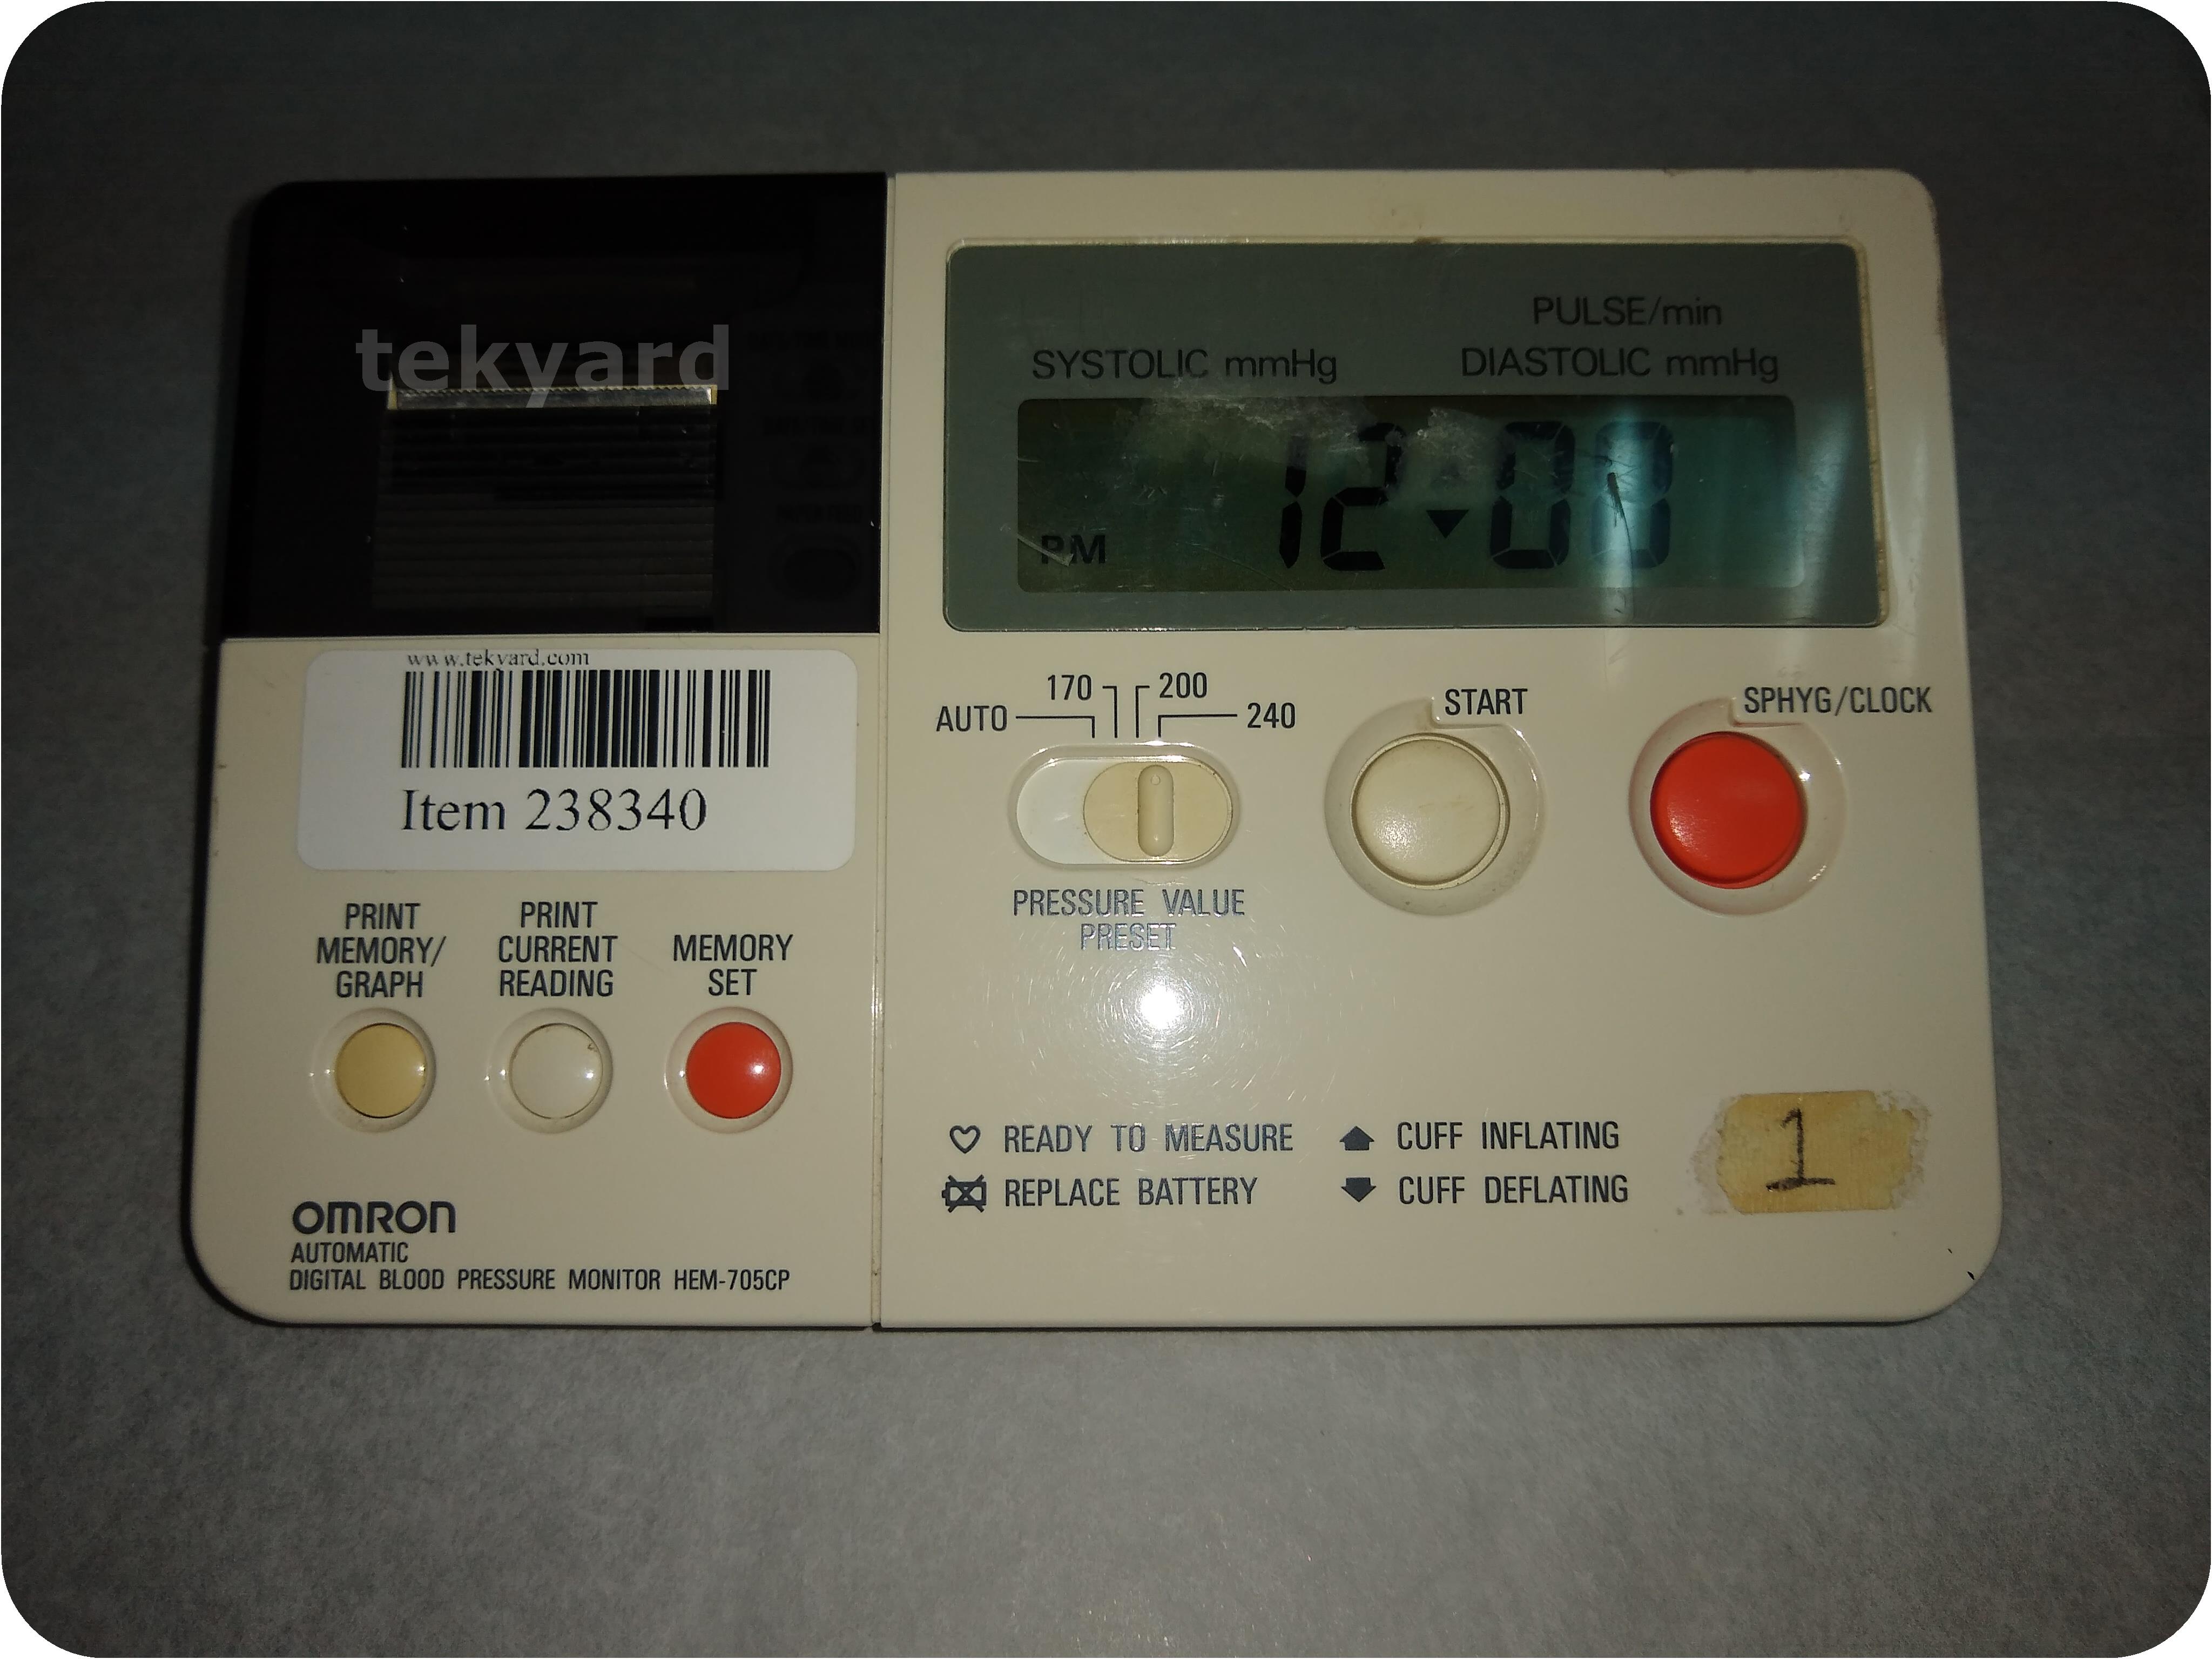 tekyard
PULSE/min
SYSTOLIC mmHg DIASTOLIC mmHg
PM 12 00
www.tekyard.com
Item 238340
AUTO 170 200 240
START
SPHYG/CLOCK
PRESSURE VALUE
PRESET
PRINT
MEMORY/
GRAPH
PRINT
CURRENT
READING
MEMORY
SET
READY TO MEASURE
REPLACE BATTERY
CUFF INFLATING
CUFF DEFLATING
1
OMRON
AUTOMATIC
DIGITAL BLOOD PRESSURE MONITOR HEM-705CP